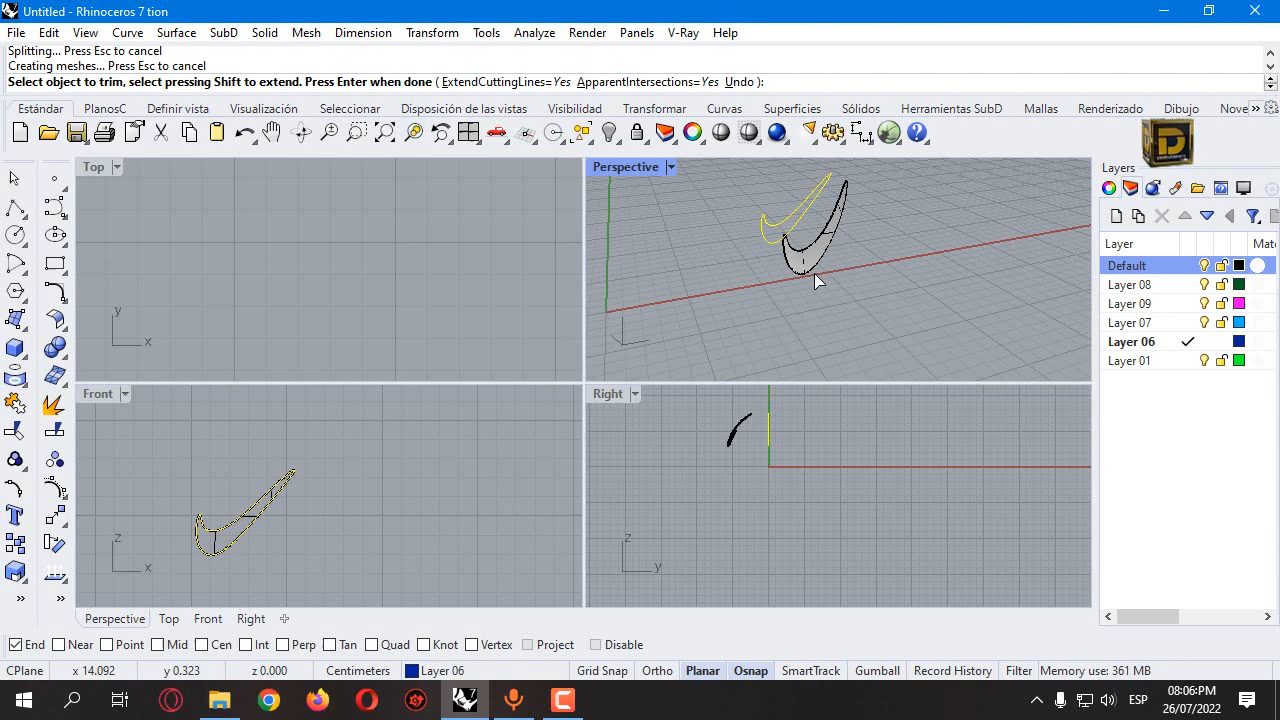 Untitled - Rhinoceros 7 tion
File Edit View Curve Surface SubD Solid Mesh Dimension Transform Tools Analyze Render Panels V-Ray Help
Splitting... Press Esc to cancel
Creating meshes... Press Esc to cancel
Select object to trim, select pressing Shift to extend. Press Enter when done ( ExtendCuttingLines=Yes ApparentIntersections=Yes Undo ):
Estándar PlanosC Definir vista Visualización Seleccionar Disposición de las vistas Visibilidad Transformar Curvas Superficies Sólidos Herramientas SubD Mallas Renderizado Dibujo Nove »
Top
Perspective
Layers
Layer Mate
Default
Layer 08
Layer 09
Layer 07
Layer 06
Layer 01
y
x
Front
Right
z
x
z
y
» »
Perspective Top Front Right
End Near Point Mid Cen Int Perp Tan Quad Knot Vertex Project Disable
CPlane x 14.092 y 0.323 z 0.000 Centimeters Layer 06 Grid Snap Ortho Planar Osnap SmartTrack Gumball Record History Filter Memory use: 361 MB
ESP
08:06:PM
26/07/2022